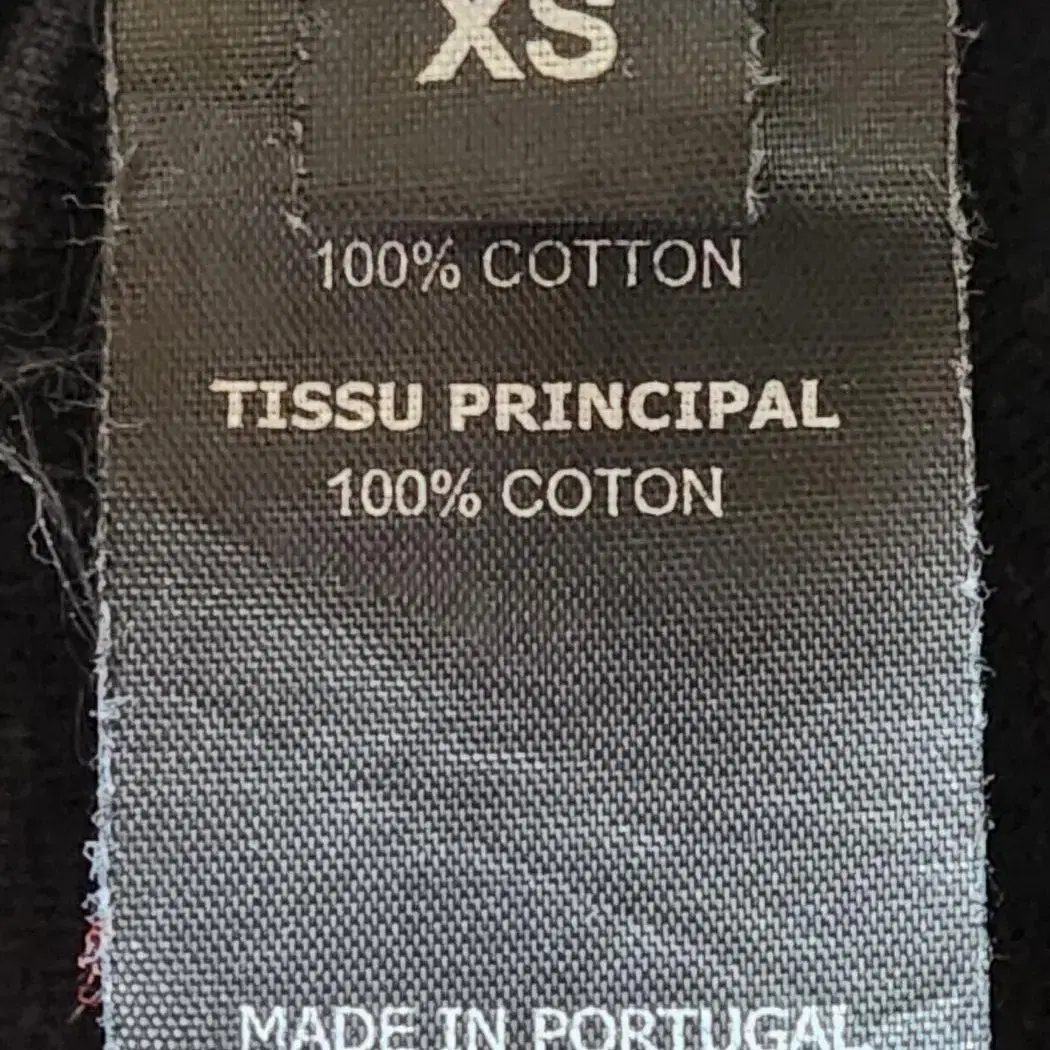 XS
100% COTTON
TISSU PRINCIPAL
100% COTON
MADE IN PORTUGAL